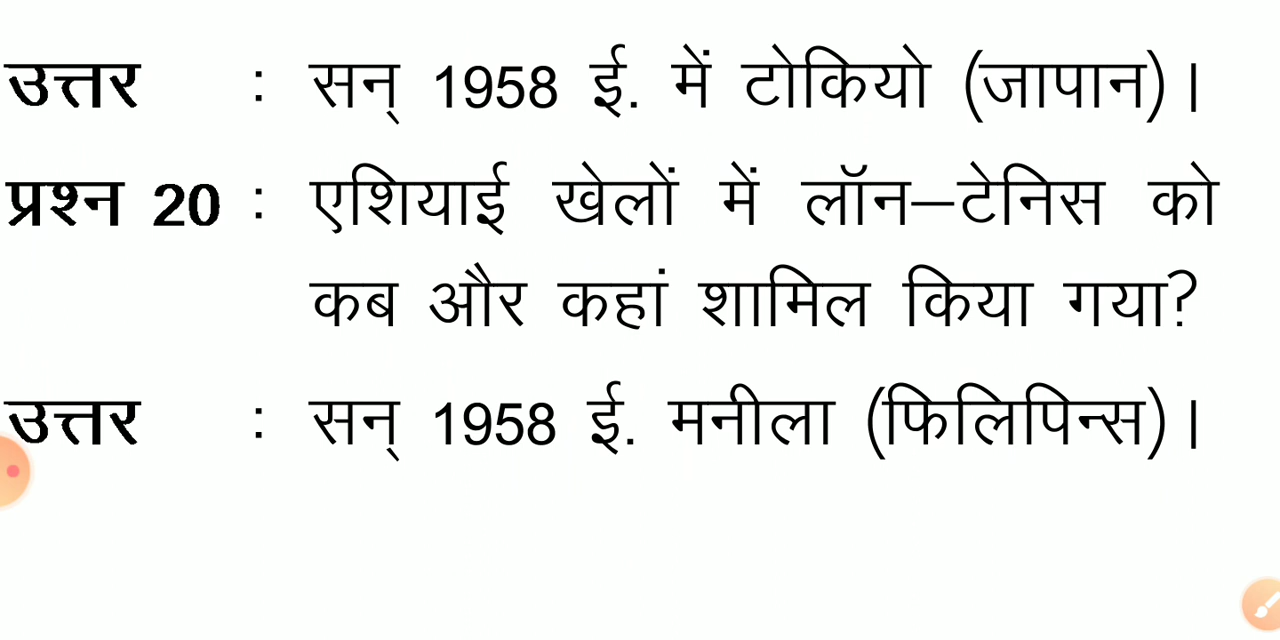 उत्तर : सन् 1958 ई. में टोकियो (जापान)।
प्रश्न 20 : एशियाई खेलों में लॉन–टेनिस को
कब और कहां शामिल किया गया?
उत्तर : सन् 1958 ई. मनीला (फिलिपिन्स)।